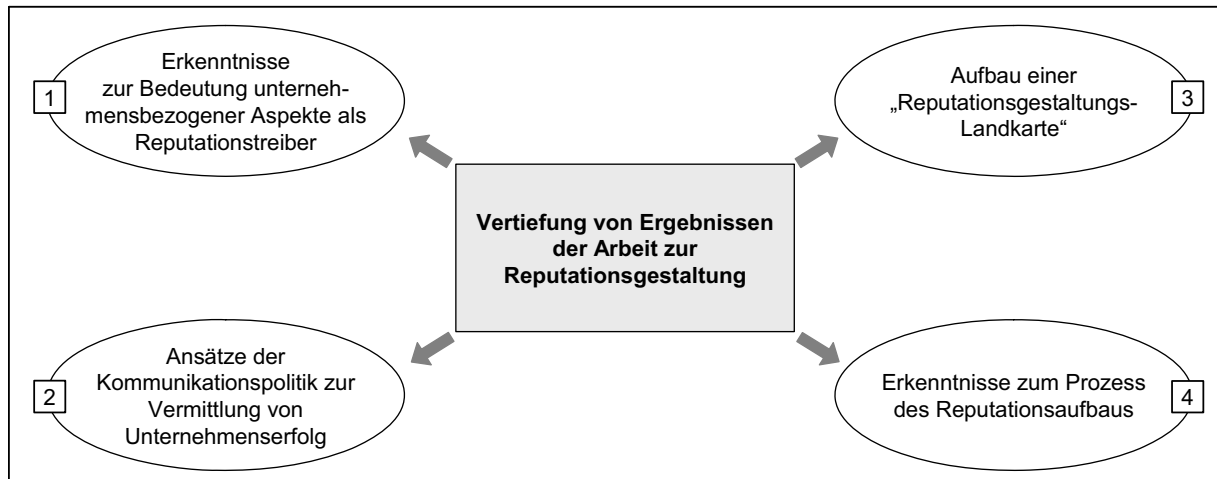 1
Erkenntnisse
zur Bedeutung unterneh-
mensbezogener Aspekte als
Reputationstreiber
Aufbau einer
„Reputationsgestaltungs-
Landkarte“
3
Vertiefung von Ergebnissen
der Arbeit zur
Reputationsgestaltung
2
Ansätze der
Kommunikationspolitik zur
Vermittlung von
Unternehmenserfolg
Erkenntnisse zum Prozess
des Reputationsaufbaus
4